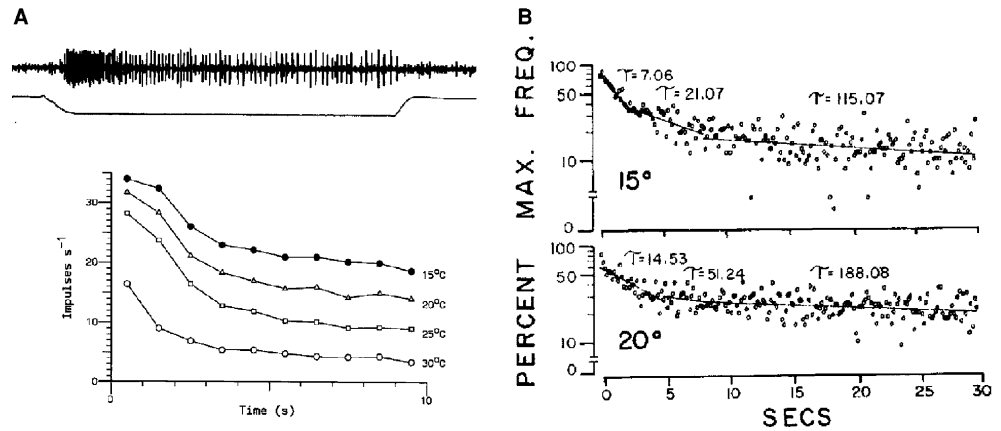 A
Impulses s⁻¹
30
20
10
0
15°C
20°C
25°C
30°C
0
10
Time (s)
B
PERCENT MAX. FREQ.
100
50
10
0
τ=7.06
τ=21.07
τ=115.07
15°
100
50
10
0
τ=14.53
τ=51.24
τ=188.08
20°
0 5 10 15 20 25 30
SECS